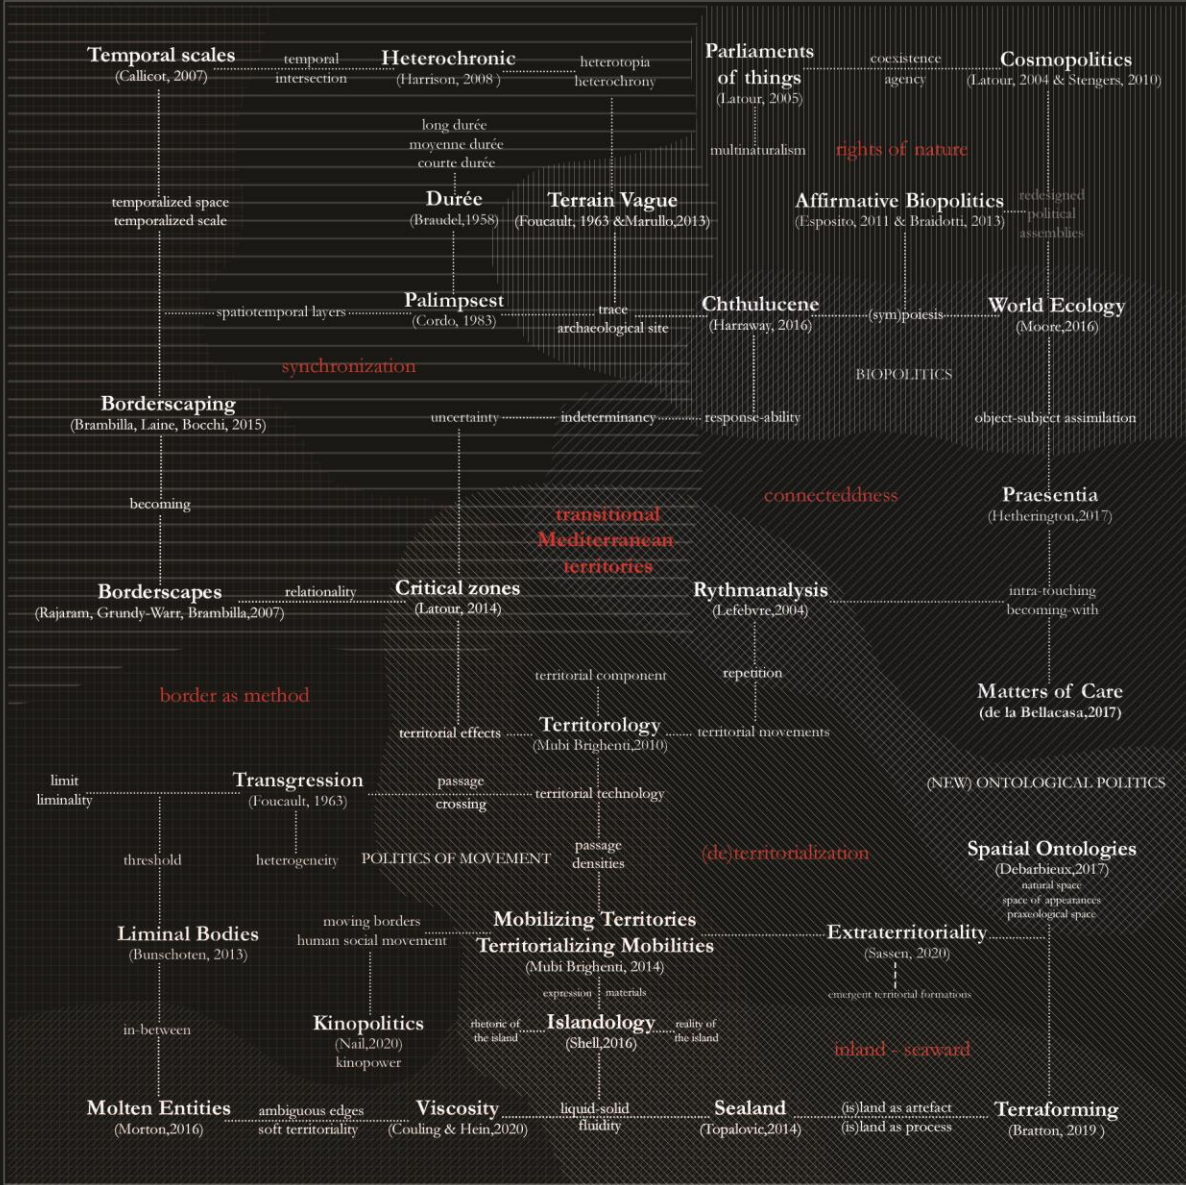 Temporal scales
(Callicot, 2007)
temporal
intersection
Heterochronic
(Harrison, 2008 )
heterotopia
heterochrony
Parliaments
of things
(Latour, 2005)
coexistence
agency
Cosmopolitics
(Latour, 2004 & Stengers, 2010)
long durée
moyenne durée
courte durée
multinaturalism
rights of nature
temporalized space
temporalized scale
Durée
(Braudel,1958)
Terrain Vague
(Foucault, 1963 &Marullo,2013)
Affirmative Biopolitics
(Esposito, 2011 & Braidotti, 2013)
redesigned
political
assemblies
spatiotemporal layers
Palimpsest
(Cordo, 1983)
trace
archaeological site
Chthulucene
(Harraway, 2016)
(sym)poiesis
World Ecology
(Moore,2016)
synchronization
BIOPOLITICS
Borderscaping
(Brambilla, Laine, Bocchi, 2015)
uncertainty
indeterminancy
response-ability
object-subject assimilation
becoming
transitional
Mediterranean
territories
connecteddness
Praesentia
(Hetherington,2017)
Borderscapes
(Rajaram, Grundy-Warr, Brambilla,2007)
relationality
Critical zones
(Latour, 2014)
Rythmanalysis
(Lefebvre,2004)
intra-touching
becoming-with
border as method
territorial component
repetition
Matters of Care
(de la Bellacasa,2017)
territorial effects
Territorology
(Mubi Brighenti,2010)
territorial movements
limit
liminality
Transgression
(Foucault, 1963)
passage
crossing
territorial technology
(NEW) ONTOLOGICAL POLITICS
threshold
heterogeneity
POLITICS OF MOVEMENT
passage
densities
(de)territorialization
Spatial Ontologies
(Debarbieux,2017)
natural space
space of appearances
praxeological space
Liminal Bodies
(Bunschoten, 2013)
moving borders
human social movement
Mobilizing Territories
Territorializing Mobilities
(Mubi Brighenti, 2014)
Extraterritoriality
(Sassen, 2020)
emergent territorial formations
expression
materials
in-between
Kinopolitics
(Nail,2020)
kinopower
rhetoric of
the island
Islandology
(Shell,2016)
reality of
the island
inland - seaward
Molten Entities
(Morton,2016)
ambiguous edges
soft territoriality
Viscosity
(Couling & Hein,2020)
liquid-solid
fluidity
Sealand
(Topalovic,2014)
(is)land as artefact
(is)land as process
Terraforming
(Bratton, 2019 )